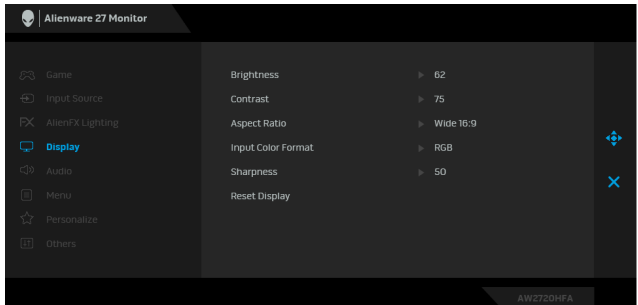 Alienware 27 Monitor
Game
Input Source
FX AlienFX Lighting
Display
Audio
Menu
Personalize
Others
Brightness 62
Contrast 75
Aspect Ratio Wide 16:9
Input Color Format RGB
Sharpness 50
Reset Display
AW2720HFA